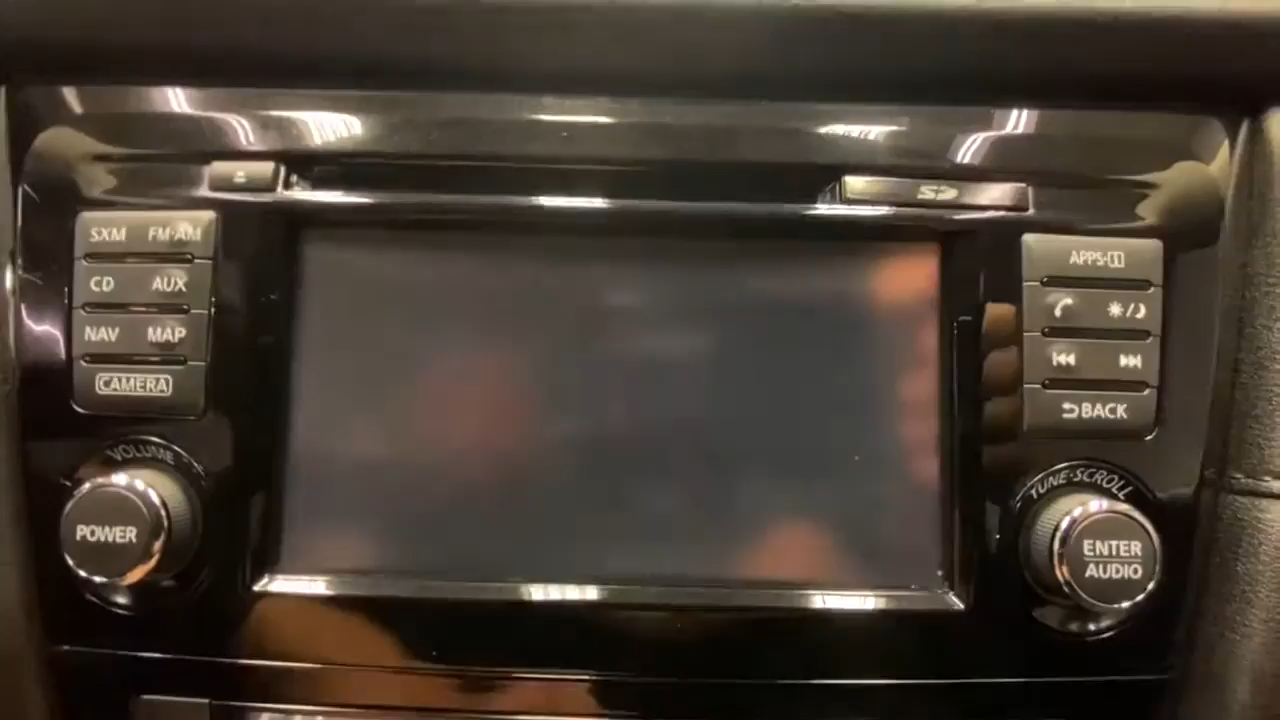 SD
SXM FM·AM
CD AUX
NAV MAP
CAMERA
APPS·i
BACK
VOLUME
POWER
TUNE·SCROLL
ENTER
AUDIO